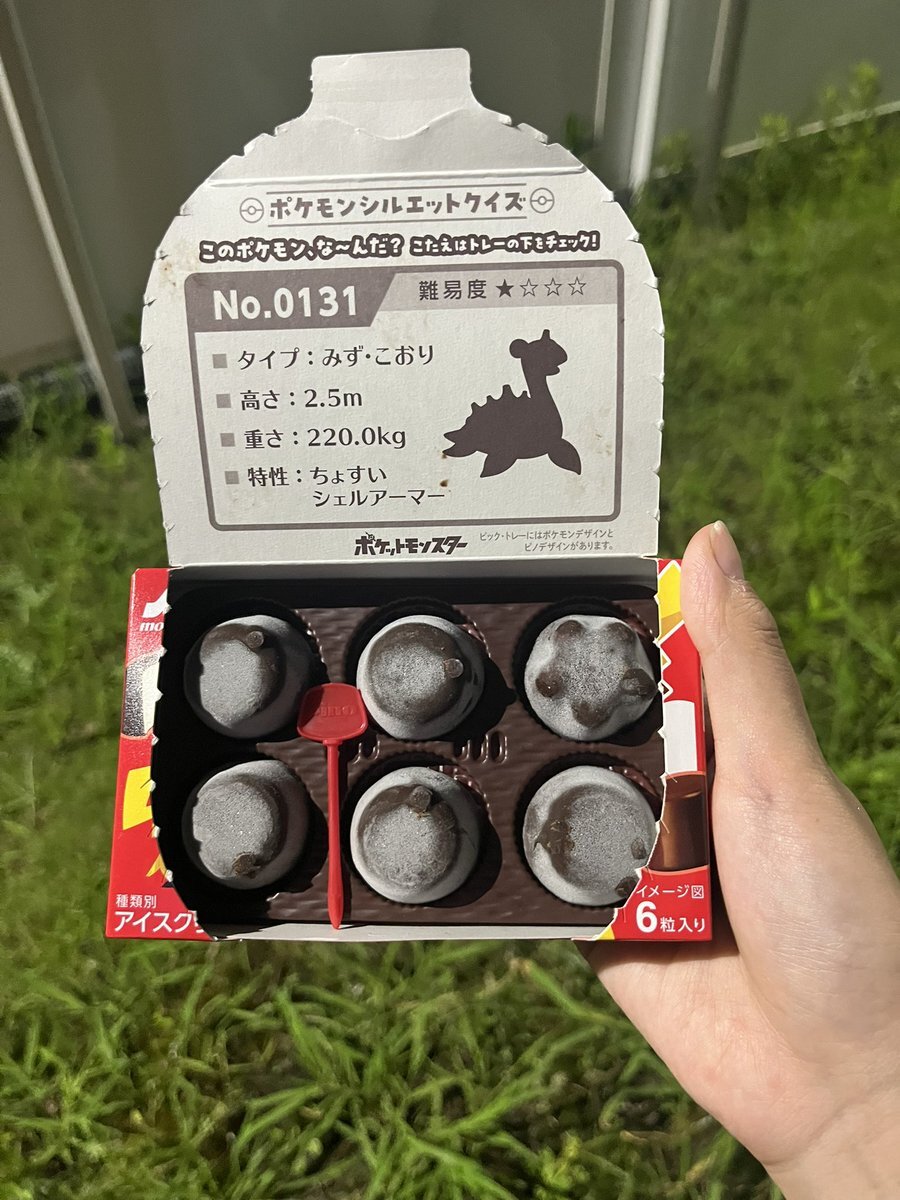 ポケモンシルエットクイズ
このポケモン、な〜んだ? こたえはトレーの下をチェック!
No.0131
難易度 ★☆☆☆
タイプ：みず・こおり
高さ：2.5m
重さ：220.0kg
特性：ちょすい
シェルアーマー
ポケットモンスター
ピック・トレーにはポケモンデザインと
ピノデザインがあります。
mo
種類別
アイスク
イメージ図
6粒入り